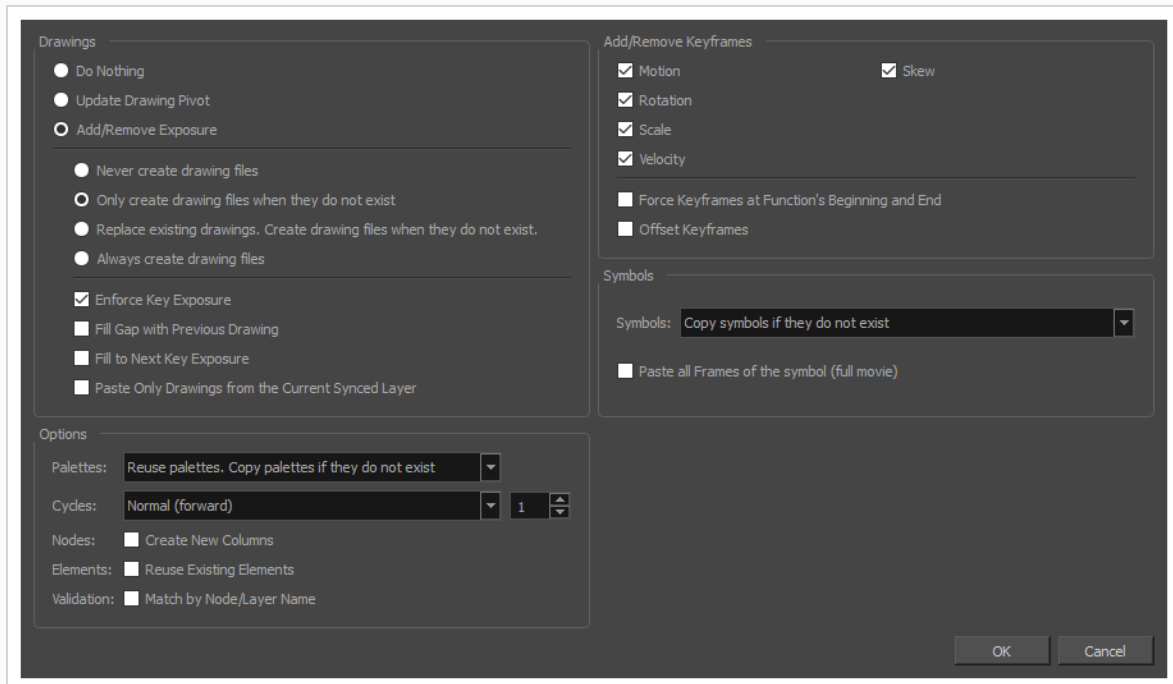 Drawings
Do Nothing
Update Drawing Pivot
Add/Remove Exposure
Never create drawing files
Only create drawing files when they do not exist
Replace existing drawings. Create drawing files when they do not exist.
Always create drawing files
Enforce Key Exposure
Fill Gap with Previous Drawing
Fill to Next Key Exposure
Paste Only Drawings from the Current Synced Layer
Add/Remove Keyframes
Motion
Skew
Rotation
Scale
Velocity
Force Keyframes at Function's Beginning and End
Offset Keyframes
Symbols
Symbols: Copy symbols if they do not exist
Paste all Frames of the symbol (full movie)
Options
Palettes: Reuse palettes. Copy palettes if they do not exist
Cycles: Normal (forward) 1
Nodes: Create New Columns
Elements: Reuse Existing Elements
Validation: Match by Node/Layer Name
OK Cancel